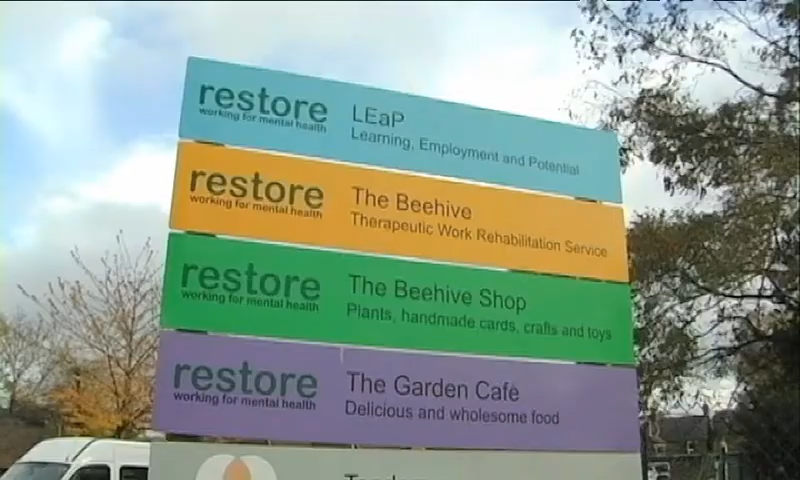 restore
working for mental health
LEaP
Learning, Employment and Potential
restore
working for mental health
The Beehive
Therapeutic Work Rehabilitation Service
restore
working for mental health
The Beehive Shop
Plants, handmade cards, crafts and toys
restore
working for mental health
The Garden Cafè
Delicious and wholesome food